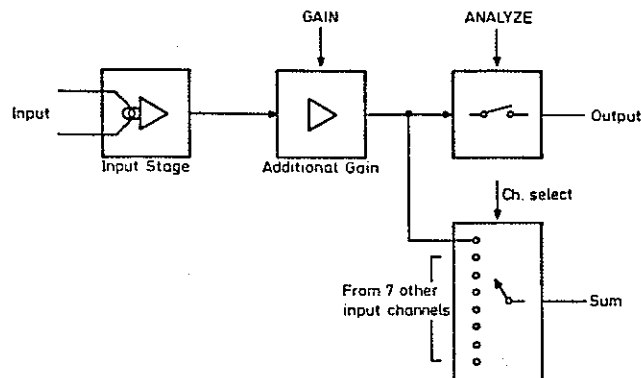 GAIN
ANALYZE
Input
Output
Input Stage
Additional Gain
Ch. select
From 7 other
input channels
Sum